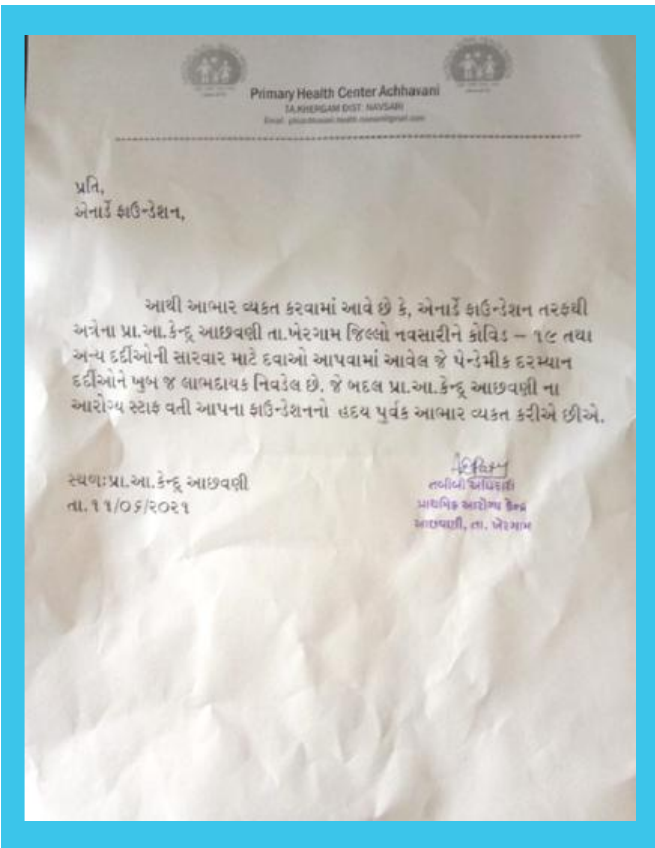 Primary Health Center Achhavani
TA.KHERGAM DIST. NAVSARI
પ્રતિ,
એનાર્ડે ફાઉન્ડેશન,
આથી આભાર વ્યકત કરવામાં આવે છે કે, એનાર્ડે ફાઉન્ડેશન તરફથી
અત્રેના પ્રા.આ.કેન્દ્ર આછવણી તા.ખેરગામ જિલ્લો નવસારીને કોવિડ – ૧૯ તથા
અન્ય દર્દીઓની સારવાર માટે દવાઓ આપવામાં આવેલ જે પેન્ડેમીક દરમ્યાન
દર્દીઓને ખુબ જ લાભદાયક નિવડેલ છે. જે બદલ પ્રા.આ.કેન્દ્ર આછવણી ના
આરોગ્ય સ્ટાફ વતી આપના ફાઉન્ડેશનનો હદય પુર્વક આભાર વ્યકત કરીએ છીએ.
સ્થળઃપ્રા.આ.કેન્દ્ર આછવણી
તા.૧૧/૦૬/૨૦૨૧
તબીબી અધિકારી
પ્રાથમિક આરોગ્ય કેન્દ્ર
આછવણી, તા. ખેરગામ